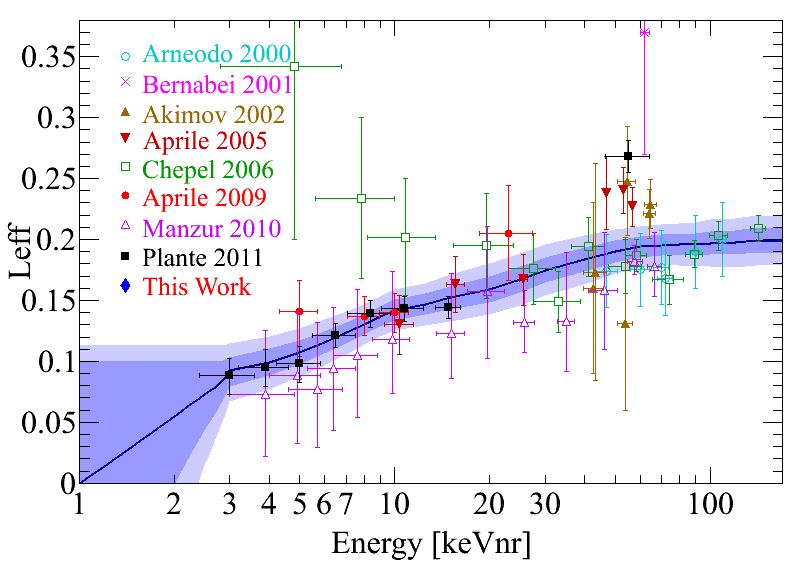 0.35
0.3
0.25
0.2
0.15
0.1
0.05
0
Leff
Arneodo 2000
Bernabei 2001
Akimov 2002
Aprile 2005
Chepel 2006
Aprile 2009
Manzur 2010
Plante 2011
This Work
1 2 3 4 5 6 7 10 20 30 100
Energy [keVnr]